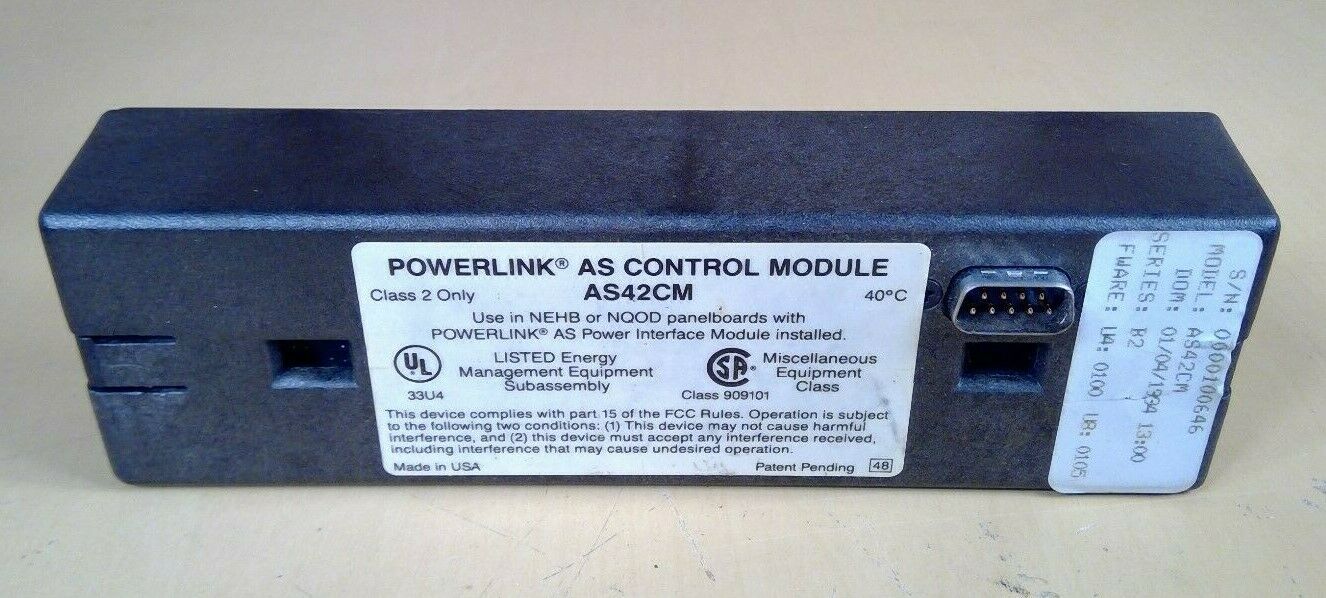 POWERLINK® AS CONTROL MODULE
Class 2 Only AS42CM 40°C
Use in NEHB or NQOD panelboards with
POWERLINK® AS Power Interface Module installed.
UL
33U4
LISTED Energy
Management Equipment
Subassembly
SA
Class 909101
Miscellaneous
Equipment
Class
This device complies with part 15 of the FCC Rules. Operation is subject
to the following two conditions: (1) This device may not cause harmful
interference, and (2) this device must accept any interference received,
including interference that may cause undesired operation.
Made in USA Patent Pending 48
S/N: 0000100646
MODEL: AS42CM
DOM: 01/04/1994 13:00
SERIES: B2
FWARE: U4: 0100 UR: 0105